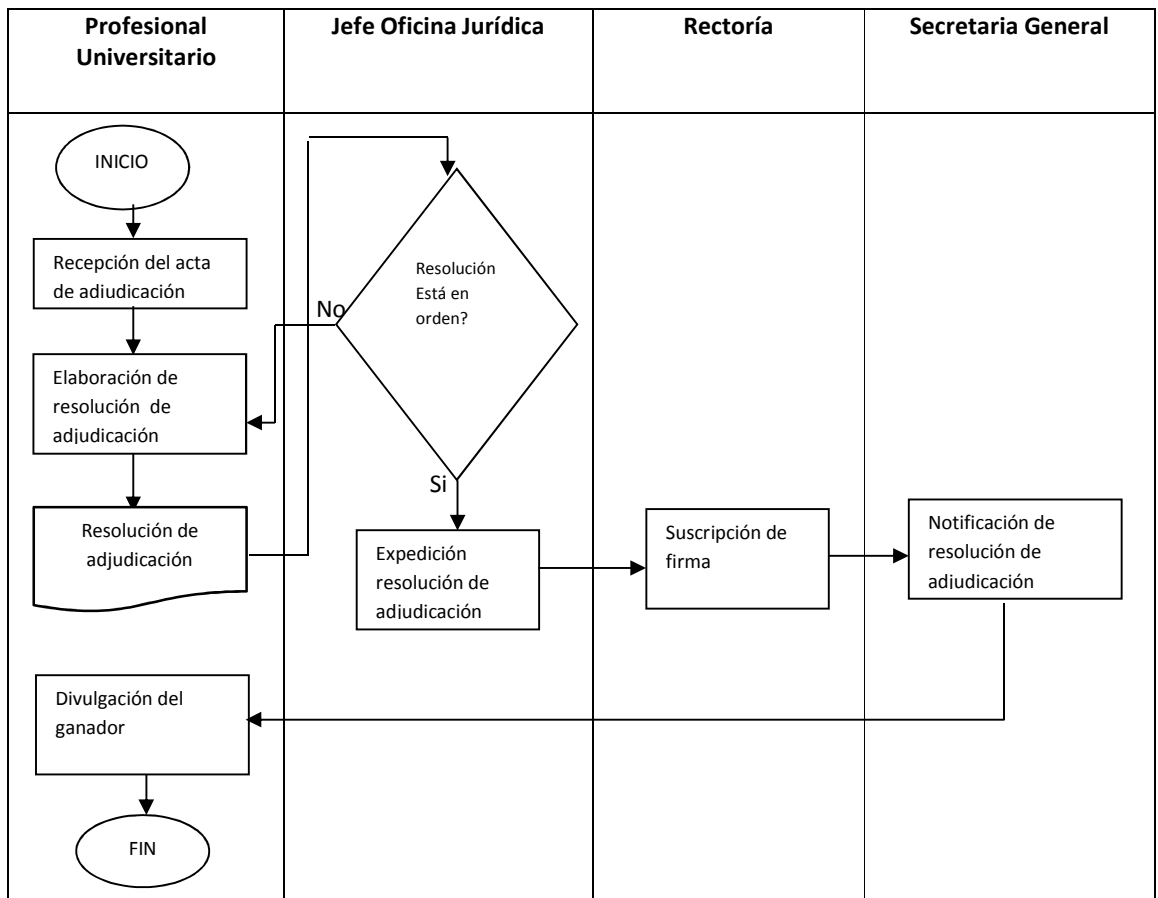 Profesional
Universitario
Jefe Oficina Jurídica
Rectoría
Secretaria General
INICIO
Recepción del acta
de adjudicación
Elaboración de
resolución de
adjudicación
Resolución de
adjudicación
Resolución
Está en
orden?
No
Si
Expedición
resolución de
adjudicación
Suscripción de
firma
Notificación de
resolución de
adjudicación
Divulgación del
ganador
FIN